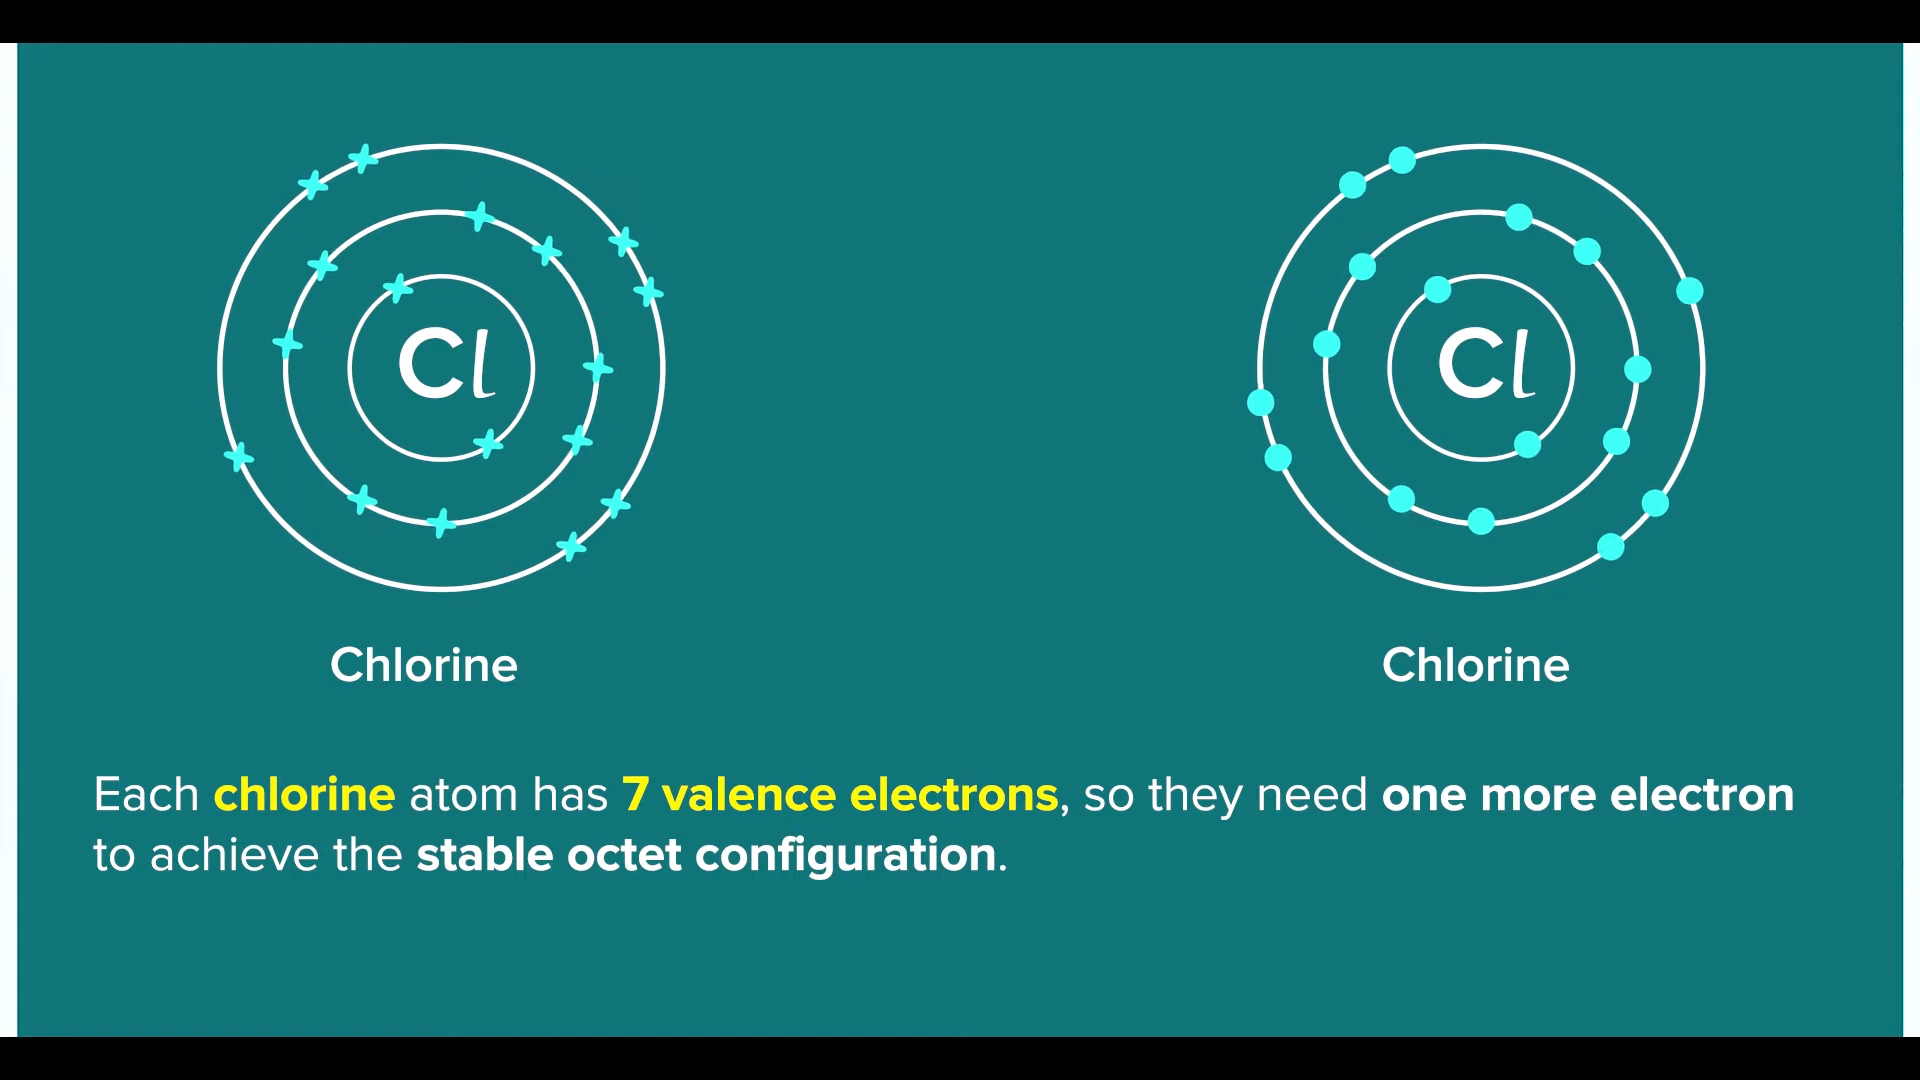 Cl Cl
Chlorine Chlorine
Each chlorine atom has 7 valence electrons, so they need one more electron
to achieve the stable octet configuration.